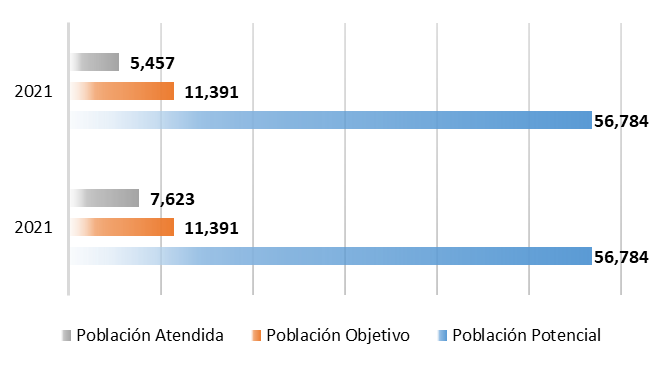 5,457
2021
11,391
56,784
7,623
2021
11,391
56,784
Población Atendida
Población Objetivo
Población Potencial